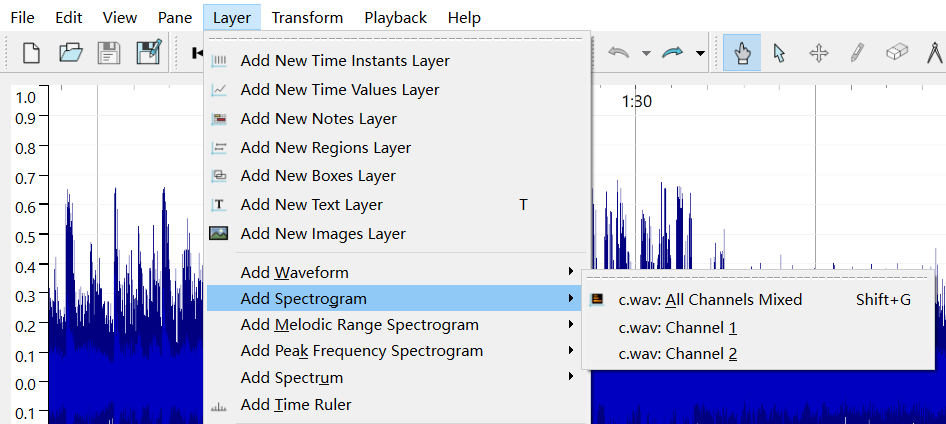 File Edit View Pane Layer Transform Playback Help
Add New Time Instants Layer
Add New Time Values Layer
Add New Notes Layer
Add New Regions Layer
Add New Boxes Layer
Add New Text Layer T
Add New Images Layer
Add Waveform
Add Spectrogram
Add Melodic Range Spectrogram
Add Peak Frequency Spectrogram
Add Spectrum
Add Time Ruler
c.wav: All Channels Mixed Shift+G
c.wav: Channel 1
c.wav: Channel 2
1:30
1.0
0.9
0.8
0.7
0.6
0.5
0.4
0.3
0.2
0.1
0.0
0.1